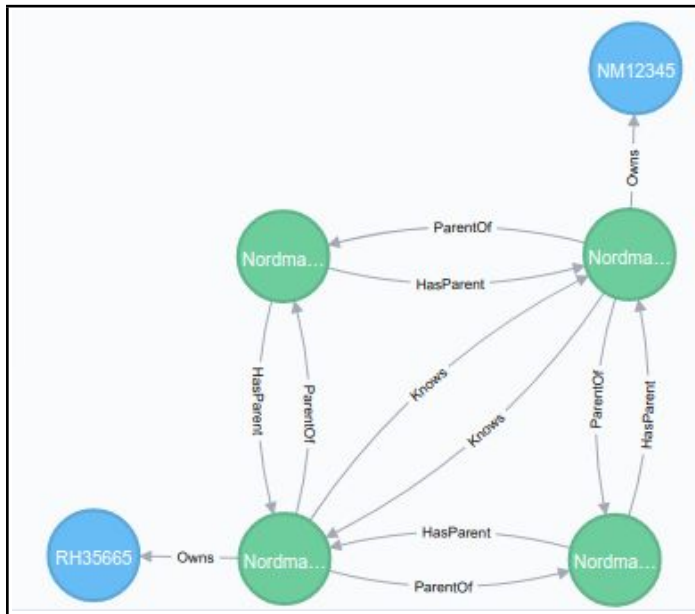 NM12345
Owns
ParentOf
Nordma...
Nordma...
HasParent
Knows
HasParent
ParentOf
ParentOf
HasParent
Knows
HasParent
RH35665
Owns
Nordma...
Nordma...
ParentOf